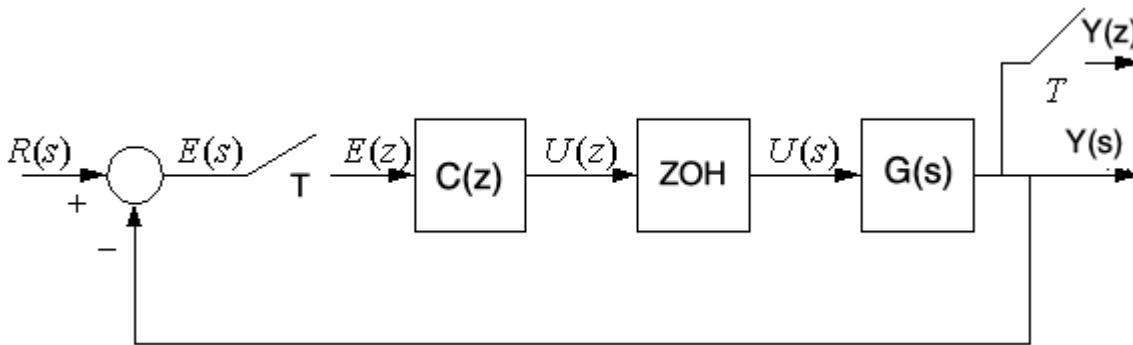 Y(z)
T
R(s)
+
−
E(s)
T
E(z)
C(z)
U(z)
ZOH
U(s)
G(s)
Y(s)